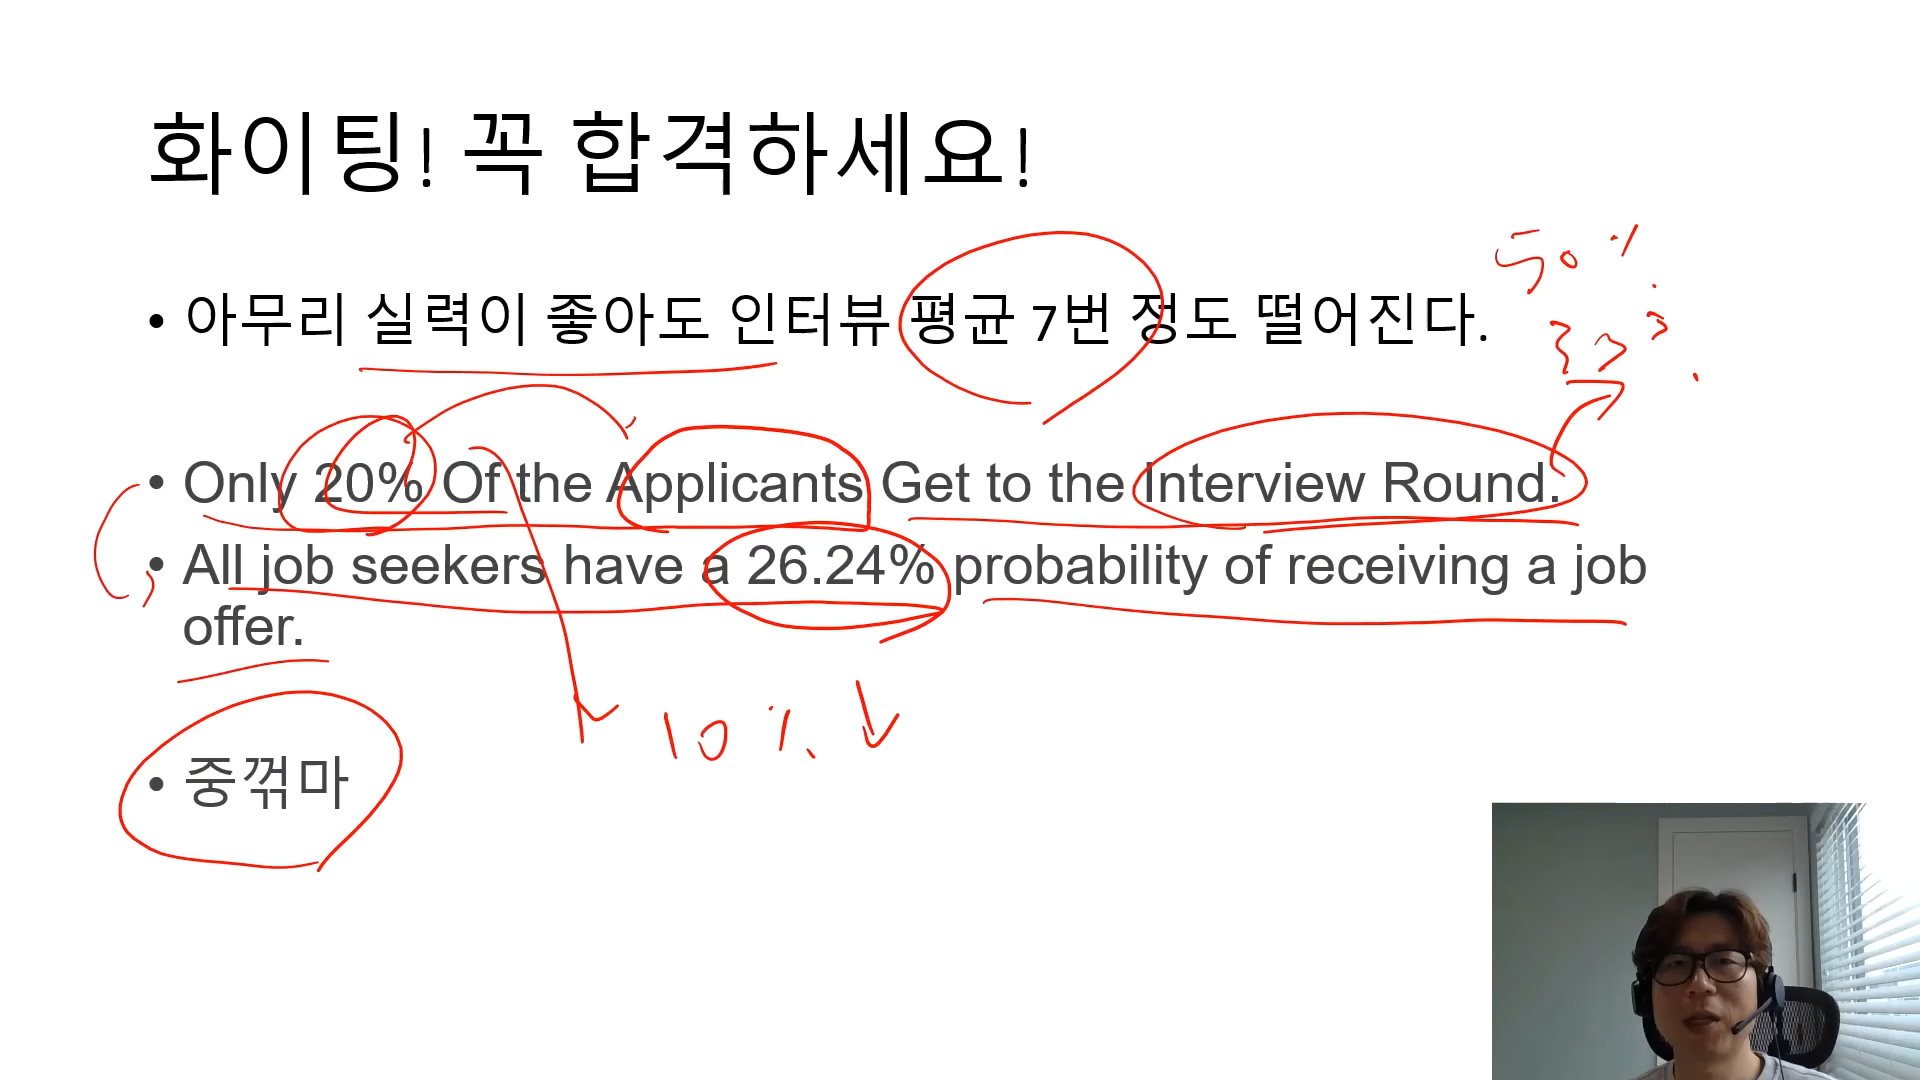 화이팅! 꼭 합격하세요!
• 아무리 실력이 좋아도 인터뷰 평균 7번 정도 떨어진다.
50%
• Only 20% Of the Applicants Get to the Interview Round.
• All job seekers have a 26.24% probability of receiving a job
offer.
10% ↓
• 중꺾마